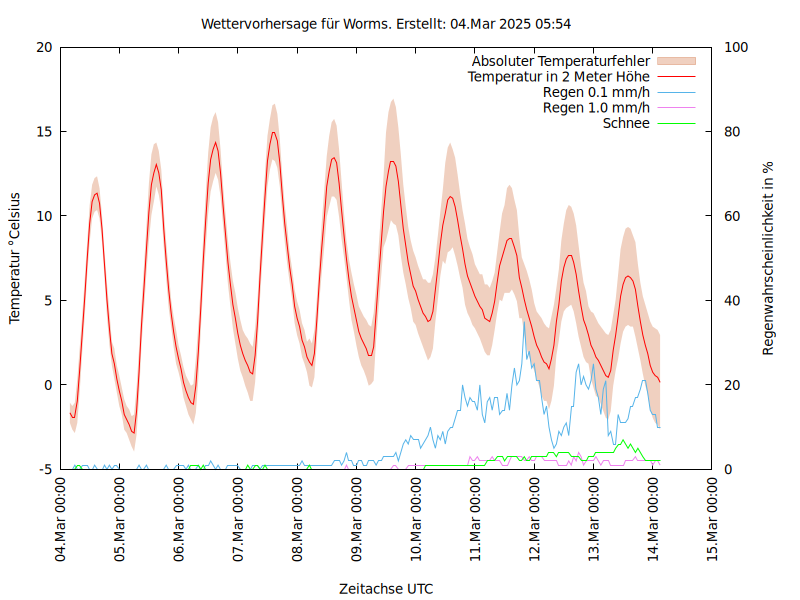 Wettervorhersage für Worms. Erstellt: 04.Mar 2025 05:54
Absoluter Temperaturfehler
Temperatur in 2 Meter Höhe
Regen 0.1 mm/h
Regen 1.0 mm/h
Schnee
Temperatur °Celsius
20
15
10
5
0
-5
Regenwahrscheinlichkeit in %
100
80
60
40
20
0
04.Mar 00:00
05.Mar 00:00
06.Mar 00:00
07.Mar 00:00
08.Mar 00:00
09.Mar 00:00
10.Mar 00:00
11.Mar 00:00
12.Mar 00:00
13.Mar 00:00
14.Mar 00:00
15.Mar 00:00
Zeitachse UTC